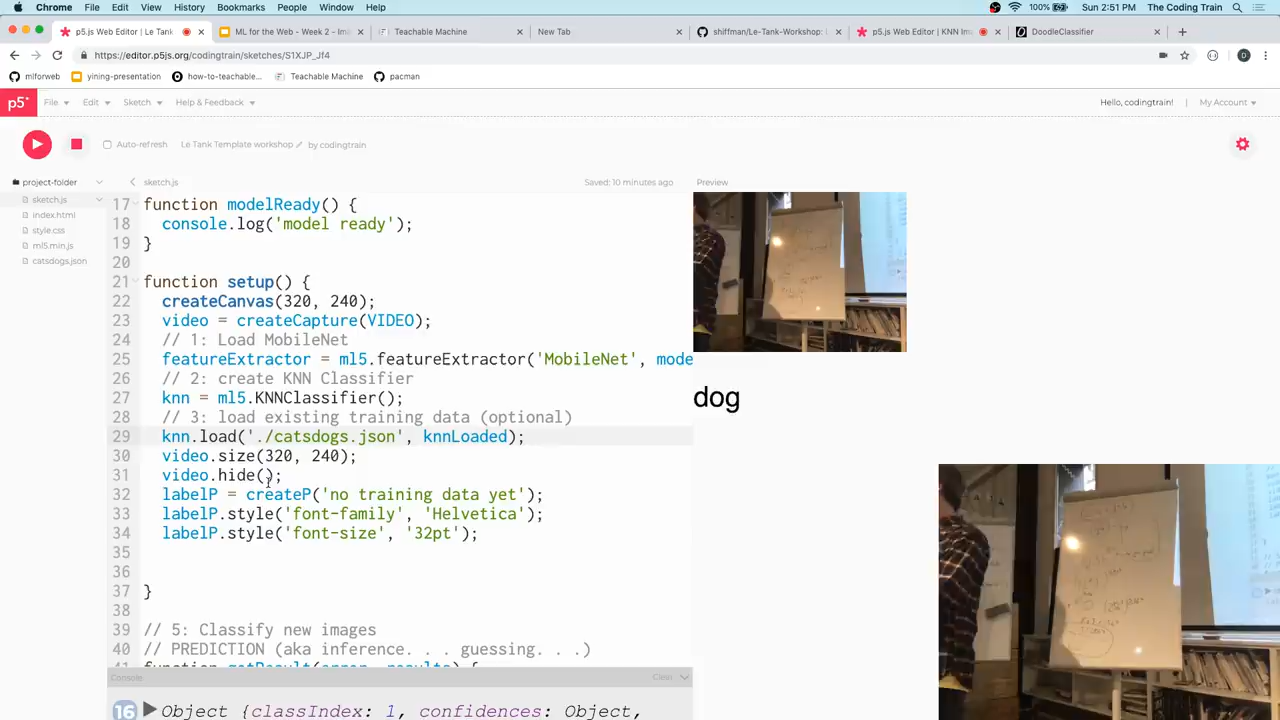 Chrome File Edit View History Bookmarks People Window Help 100% Sun 2:51 PM The Coding Train
p5.js Web Editor | Le Tank ML for the Web - Week 2 - Im Teachable Machine New Tab shiffman/Le-Tank-Workshop: p5.js Web Editor | KNN Im DoodleClassifier
https://editor.p5js.org/codingtrain/sketches/S1XJP_Jf4
mlforweb yining-presentation how-to-teachable... Teachable Machine pacman
p5* File Edit Sketch Help & Feedback Hello, codingtrain! | My Account
Auto-refresh Le Tank Template workshop by codingtrain
project-folder sketch.js Saved: 10 minutes ago Preview
sketch.js
index.html
style.css
ml5.min.js
catsdogs.json
17 function modelReady() {
18 console.log('model ready');
19 }
20
21 function setup() {
22 createCanvas(320, 240);
23 video = createCapture(VIDEO);
24 // 1: Load MobileNet
25 featureExtractor = ml5.featureExtractor('MobileNet', mode
26 // 2: create KNN Classifier
27 knn = ml5.KNNClassifier();
28 // 3: load existing training data (optional)
29 knn.load('./catsdogs.json', knnLoaded);
30 video.size(320, 240);
31 video.hide();
32 labelP = createP('no training data yet');
33 labelP.style('font-family', 'Helvetica');
34 labelP.style('font-size', '32pt');
35
36
37 }
38
39 // 5: Classify new images
40 // PREDICTION (aka inference. . . guessing. . .)
41 function gotResult(error, results) {
dog
Console Clear
16 Object {classIndex: 1, confidences: Object,